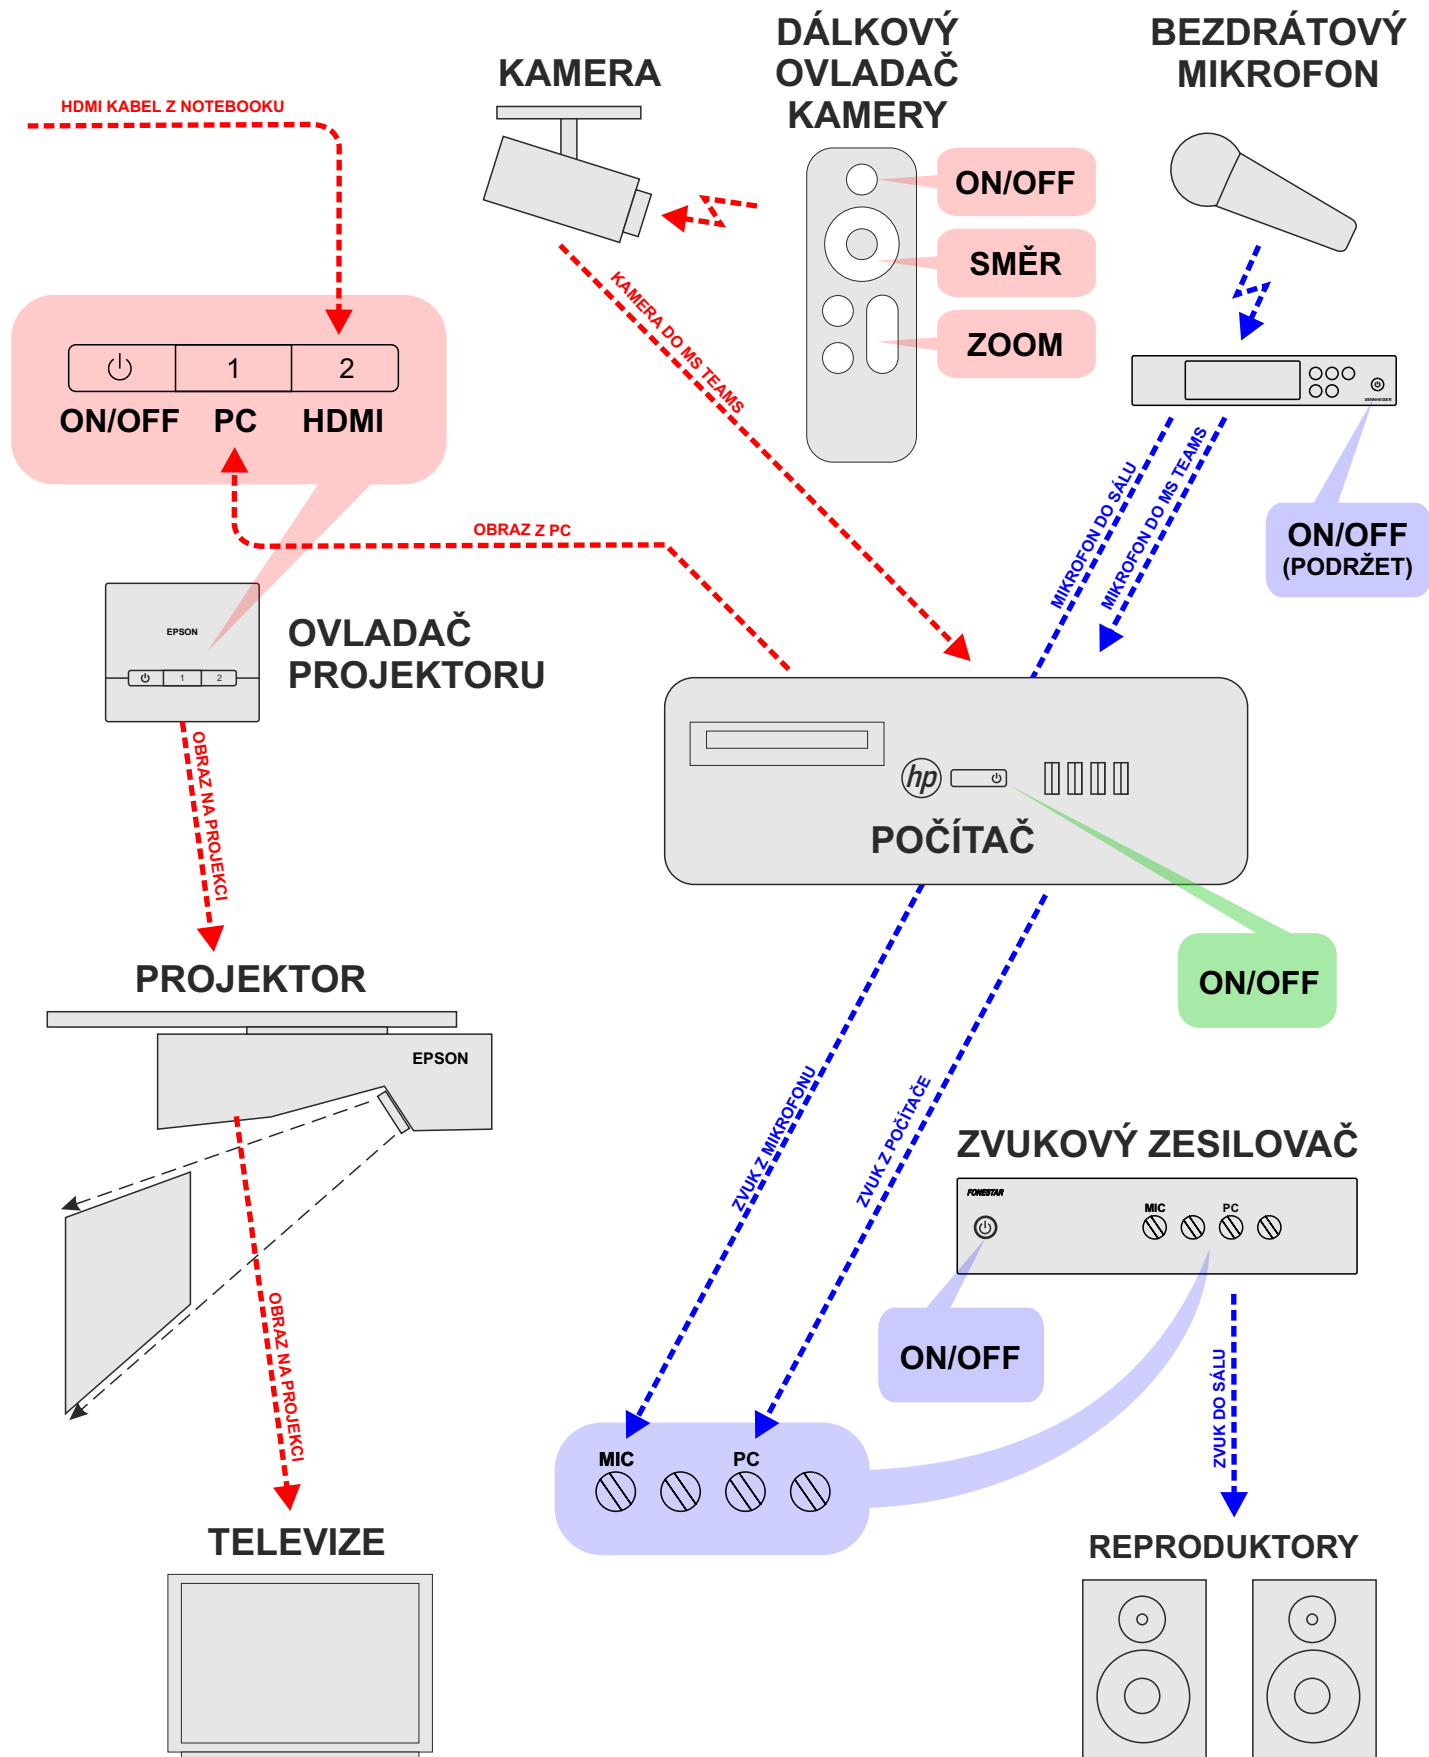 DÁLKOVÝ
OVLADAČ
KAMERY
BEZDRÁTOVÝ
MIKROFON
KAMERA
HDMI KABEL Z NOTEBOOKU
ON/OFF
SMĚR
ZOOM
KAMERA DO MS TEAMS
1
2
ON/OFF
PC
HDMI
SENNHEISER
MIKROFON DO SÁLU
MIKROFON DO MS TEAMS
ON/OFF
(PODRŽET)
OBRAZ Z PC
EPSON
1
2
OVLADAČ
PROJEKTORU
OBRAZ NA PROJEKCI
hp
POČÍTAČ
ON/OFF
PROJEKTOR
EPSON
ZVUK Z MIKROFONU
ZVUK Z POČÍTAČE
ZVUKOVÝ ZESILOVAČ
FONESTAR
MIC
PC
ON/OFF
OBRAZ NA PROJEKCI
ZVUK DO SÁLU
MIC
PC
TELEVIZE
REPRODUKTORY